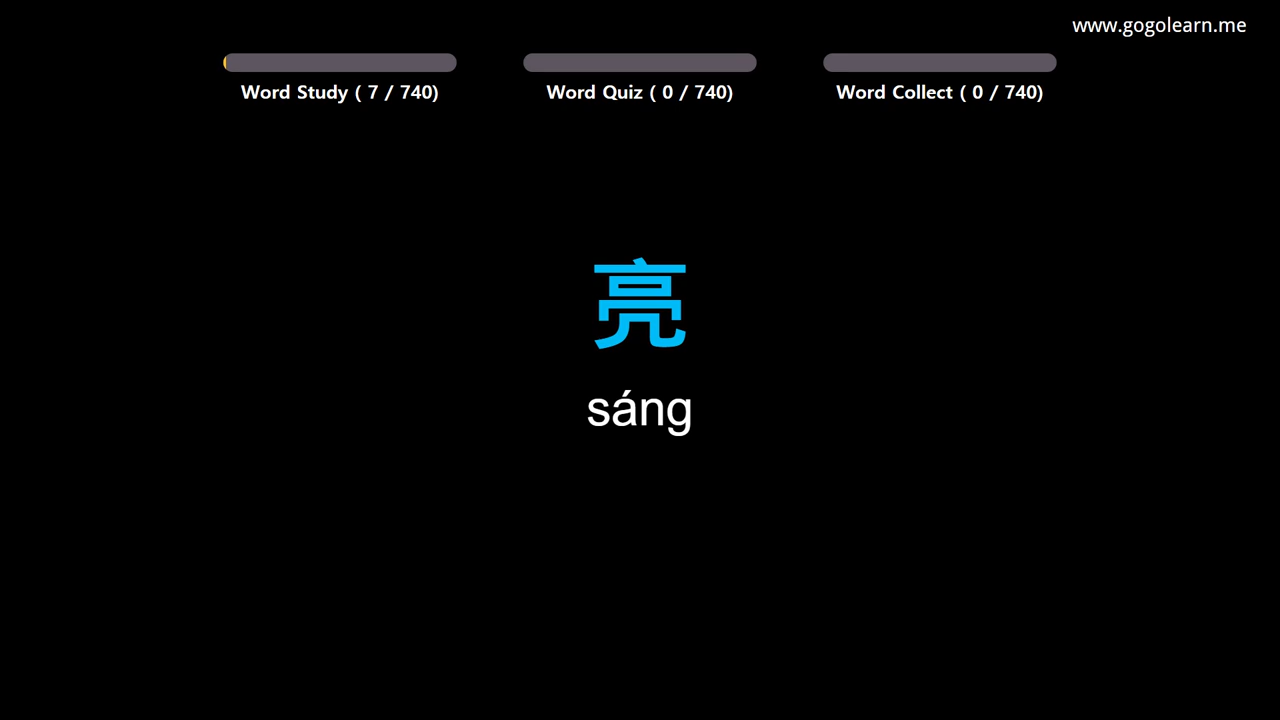 www.gogolearn.me
Word Study ( 7 / 740)
Word Quiz ( 0 / 740)
Word Collect ( 0 / 740)
亮
sáng